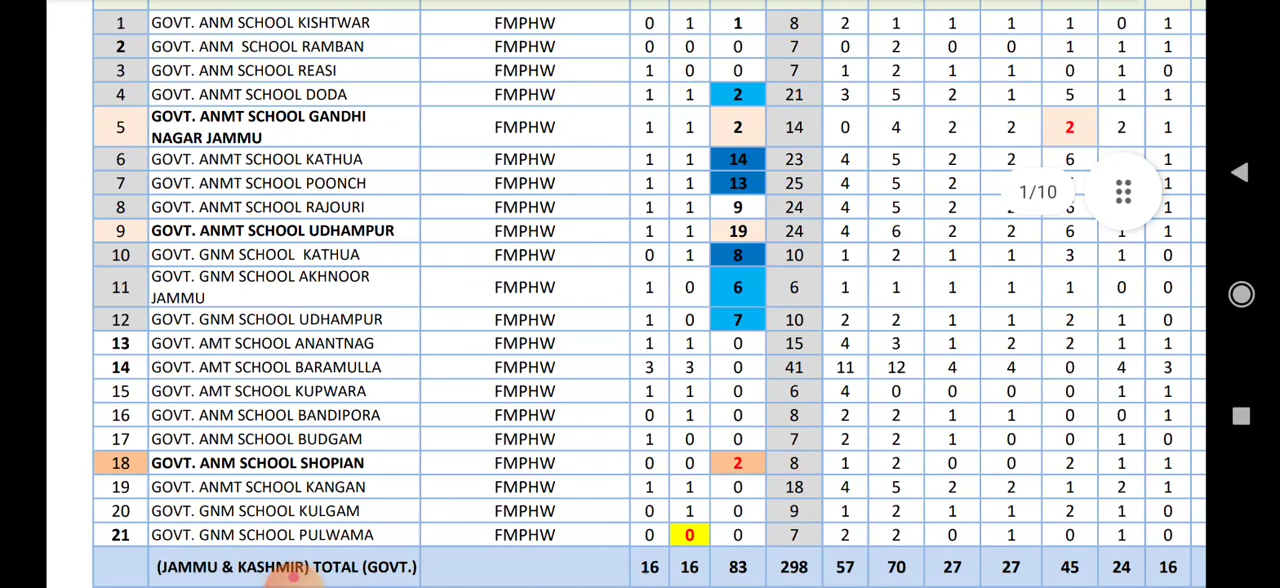 1 GOVT. ANM SCHOOL KISHTWAR FMPHW 0 1 1 8 2 1 1 1 1 0 1
2 GOVT. ANM SCHOOL RAMBAN FMPHW 0 0 0 7 0 2 0 0 1 1 1
3 GOVT. ANM SCHOOL REASI FMPHW 1 0 0 7 1 2 1 1 0 1 0
4 GOVT. ANMT SCHOOL DODA FMPHW 1 1 2 21 3 5 2 1 5 1 1
5 GOVT. ANMT SCHOOL GANDHI NAGAR JAMMU FMPHW 1 1 2 14 0 4 2 2 2 2 1
6 GOVT. ANMT SCHOOL KATHUA FMPHW 1 1 14 23 4 5 2 2 6 1
7 GOVT. ANMT SCHOOL POONCH FMPHW 1 1 13 25 4 5 2 1
1/10
8 GOVT. ANMT SCHOOL RAJOURI FMPHW 1 1 9 24 4 5 2 1
9 GOVT. ANMT SCHOOL UDHAMPUR FMPHW 1 1 19 24 4 6 2 2 6 1 1
10 GOVT. GNM SCHOOL KATHUA FMPHW 0 1 8 10 1 2 1 1 3 1 0
11 GOVT. GNM SCHOOL AKHNOOR JAMMU FMPHW 1 0 6 6 1 1 1 1 1 0 0
12 GOVT. GNM SCHOOL UDHAMPUR FMPHW 1 0 7 10 2 2 1 1 2 1 0
13 GOVT. AMT SCHOOL ANANTNAG FMPHW 1 1 0 15 4 3 1 2 2 1 1
14 GOVT. AMT SCHOOL BARAMULLA FMPHW 3 3 0 41 11 12 4 4 0 4 3
15 GOVT. AMT SCHOOL KUPWARA FMPHW 1 1 0 6 4 0 0 0 0 1 1
16 GOVT. ANM SCHOOL BANDIPORA FMPHW 0 1 0 8 2 2 1 1 0 0 1
17 GOVT. ANM SCHOOL BUDGAM FMPHW 1 0 0 7 2 2 1 0 0 1 0
18 GOVT. ANM SCHOOL SHOPIAN FMPHW 0 0 2 8 1 2 0 0 2 1 1
19 GOVT. AMT SCHOOL KANGAN FMPHW 1 1 0 18 4 5 2 2 1 2 1
20 GOVT. GNM SCHOOL KULGAM FMPHW 0 1 0 9 1 2 1 1 2 1 0
21 GOVT. GNM SCHOOL PULWAMA FMPHW 0 0 0 7 2 2 0 1 0 1 0
(JAMMU & KASHMIR) TOTAL (GOVT.) 16 16 83 298 57 70 27 27 45 24 16